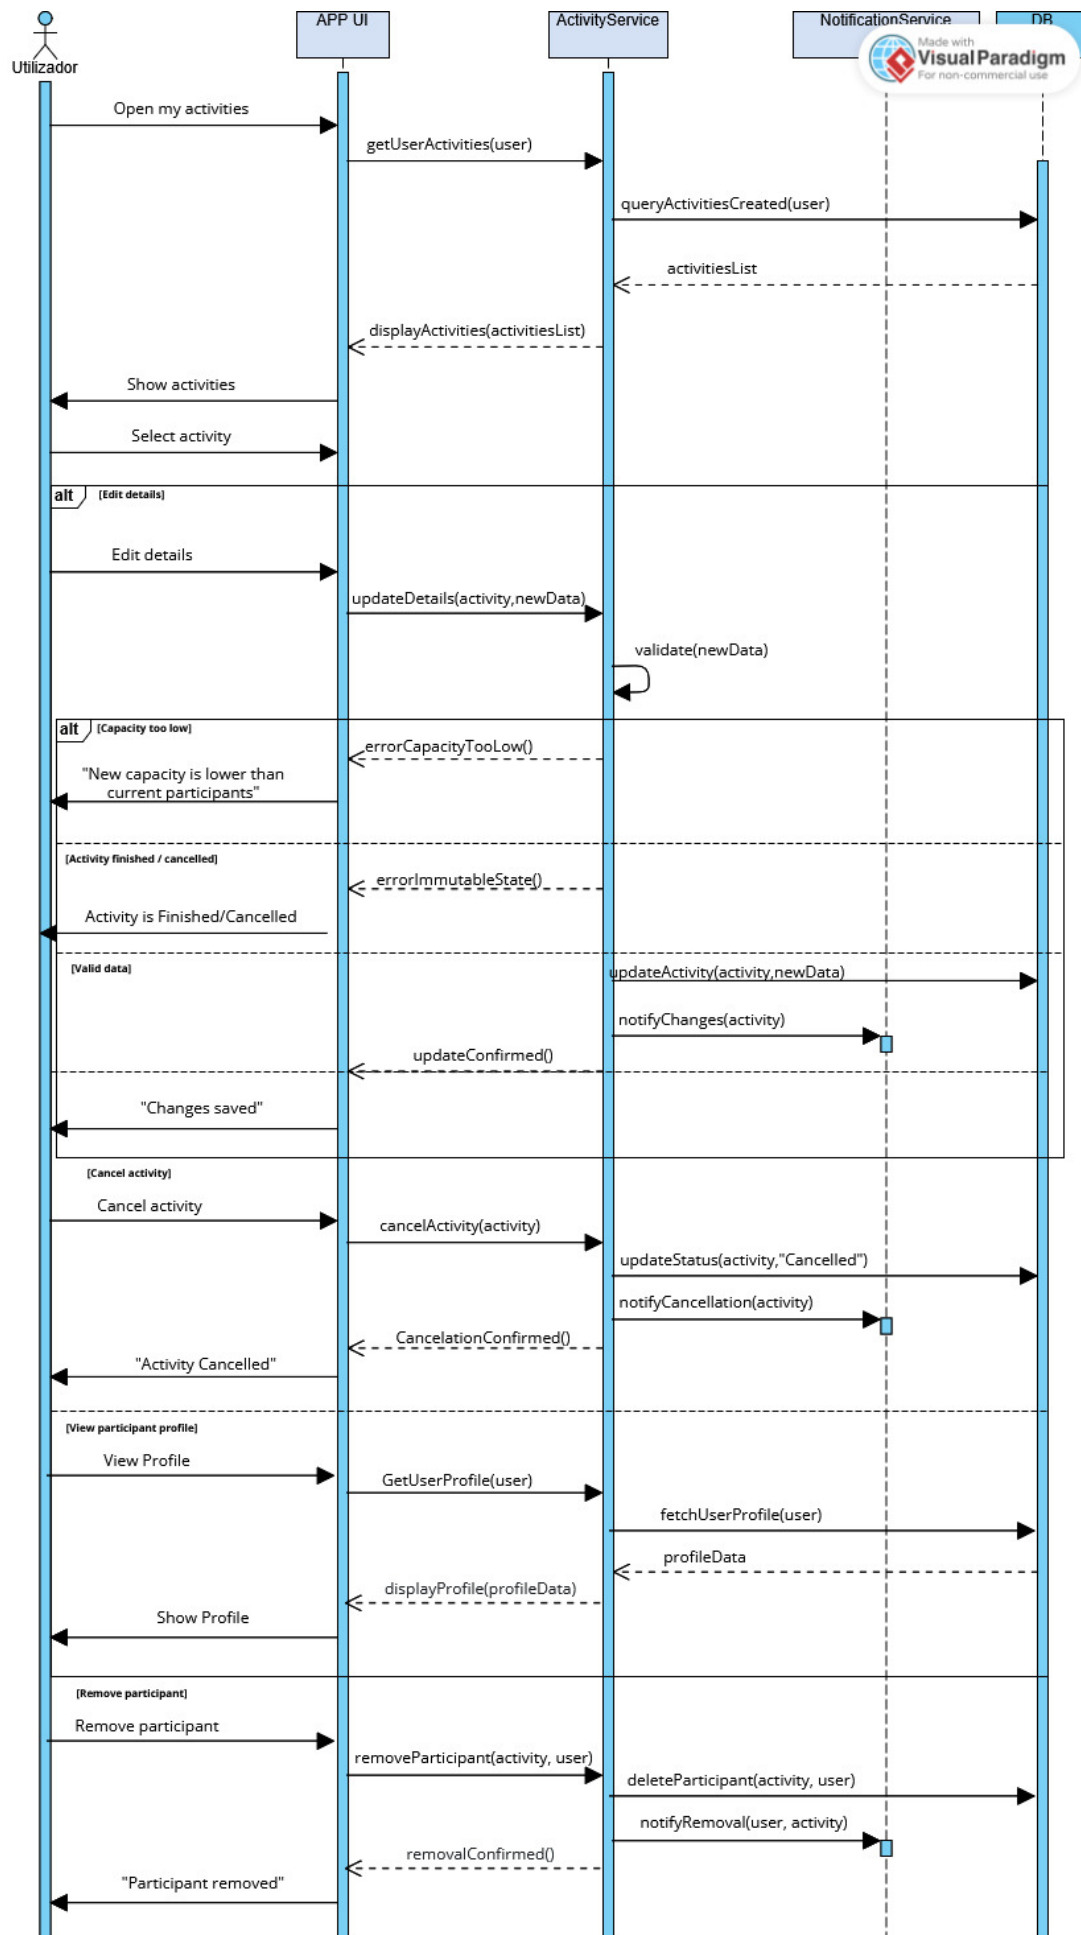 APP UI
ActivityService
NotificationService
DB
Made with
VisualParadigm
For non-commercial use
Utilizador
Open my activities
getUserActivities(user)
queryActivitiesCreated(user)
activitiesList
displayActivities(activitiesList)
Show activities
Select activity
alt
[Edit details]
Edit details
updateDetails(activity,newData)
validate(newData)
alt
[Capacity too low]
errorCapacityTooLow()
"New capacity is lower than
current participants"
[Activity finished / cancelled]
errorImmutableState()
Activity is Finished/Cancelled
[Valid data]
updateActivity(activity,newData)
notifyChanges(activity)
updateConfirmed()
"Changes saved"
[Cancel activity]
Cancel activity
cancelActivity(activity)
updateStatus(activity,"Cancelled")
notifyCancellation(activity)
CancelationConfirmed()
"Activity Cancelled"
[View participant profile]
View Profile
GetUserProfile(user)
fetchUserProfile(user)
profileData
displayProfile(profileData)
Show Profile
[Remove participant]
Remove participant
removeParticipant(activity, user)
deleteParticipant(activity, user)
notifyRemoval(user, activity)
removalConfirmed()
"Participant removed"